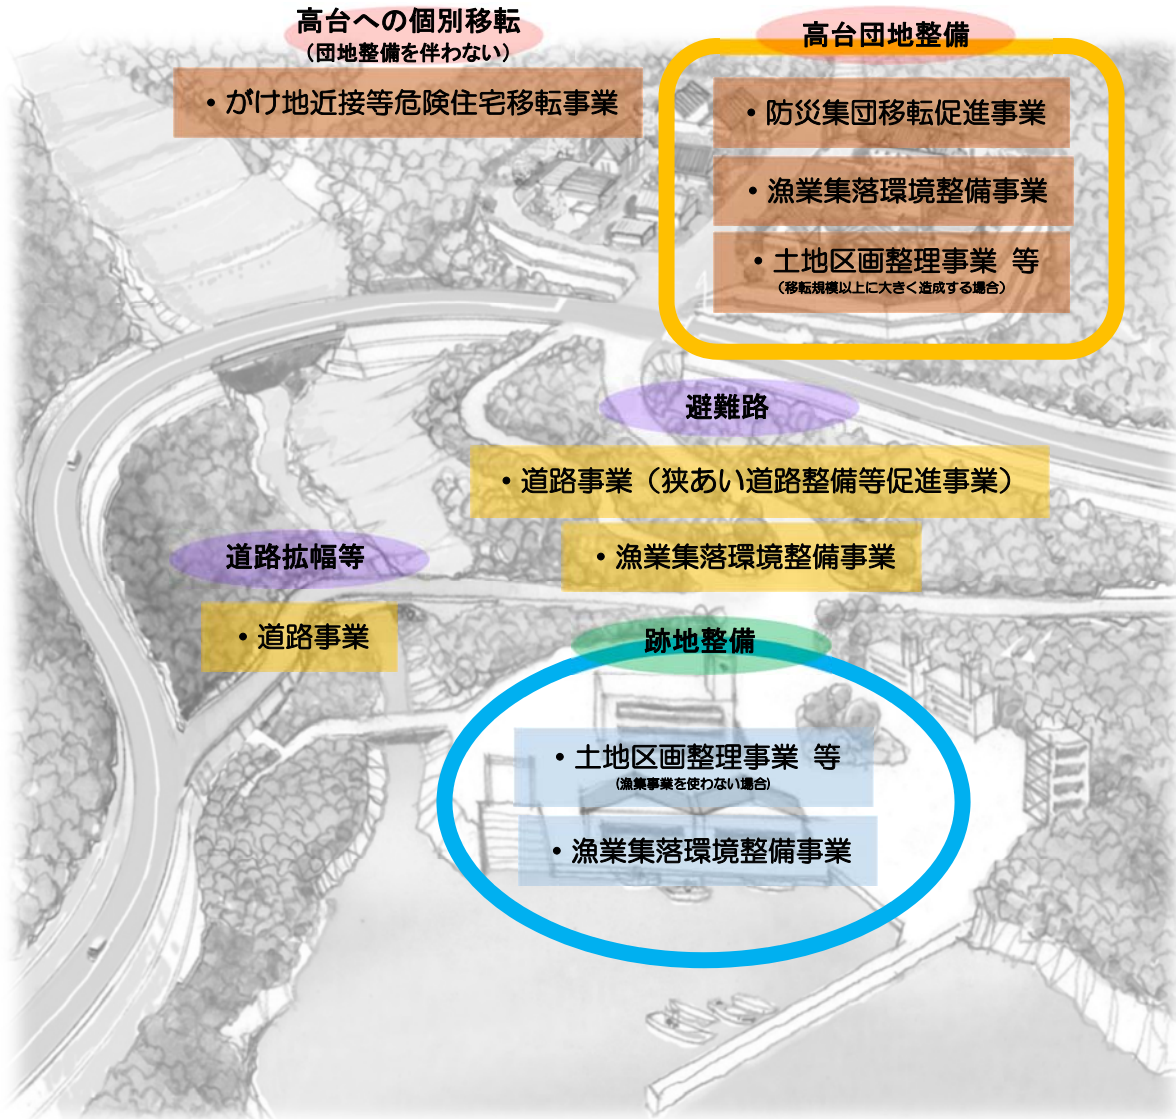 高台への個別移転
（団地整備を伴わない）
・がけ地近接等危険住宅移転事業
高台団地整備
・防災集団移転促進事業
・漁業集落環境整備事業
・土地区画整理事業 等
（移転規模以上に大きく造成する場合）
避難路
・道路事業（狭あい道路整備等促進事業）
・漁業集落環境整備事業
道路拡幅等
・道路事業
跡地整備
・土地区画整理事業 等
(漁集事業を使わない場合)
・漁業集落環境整備事業